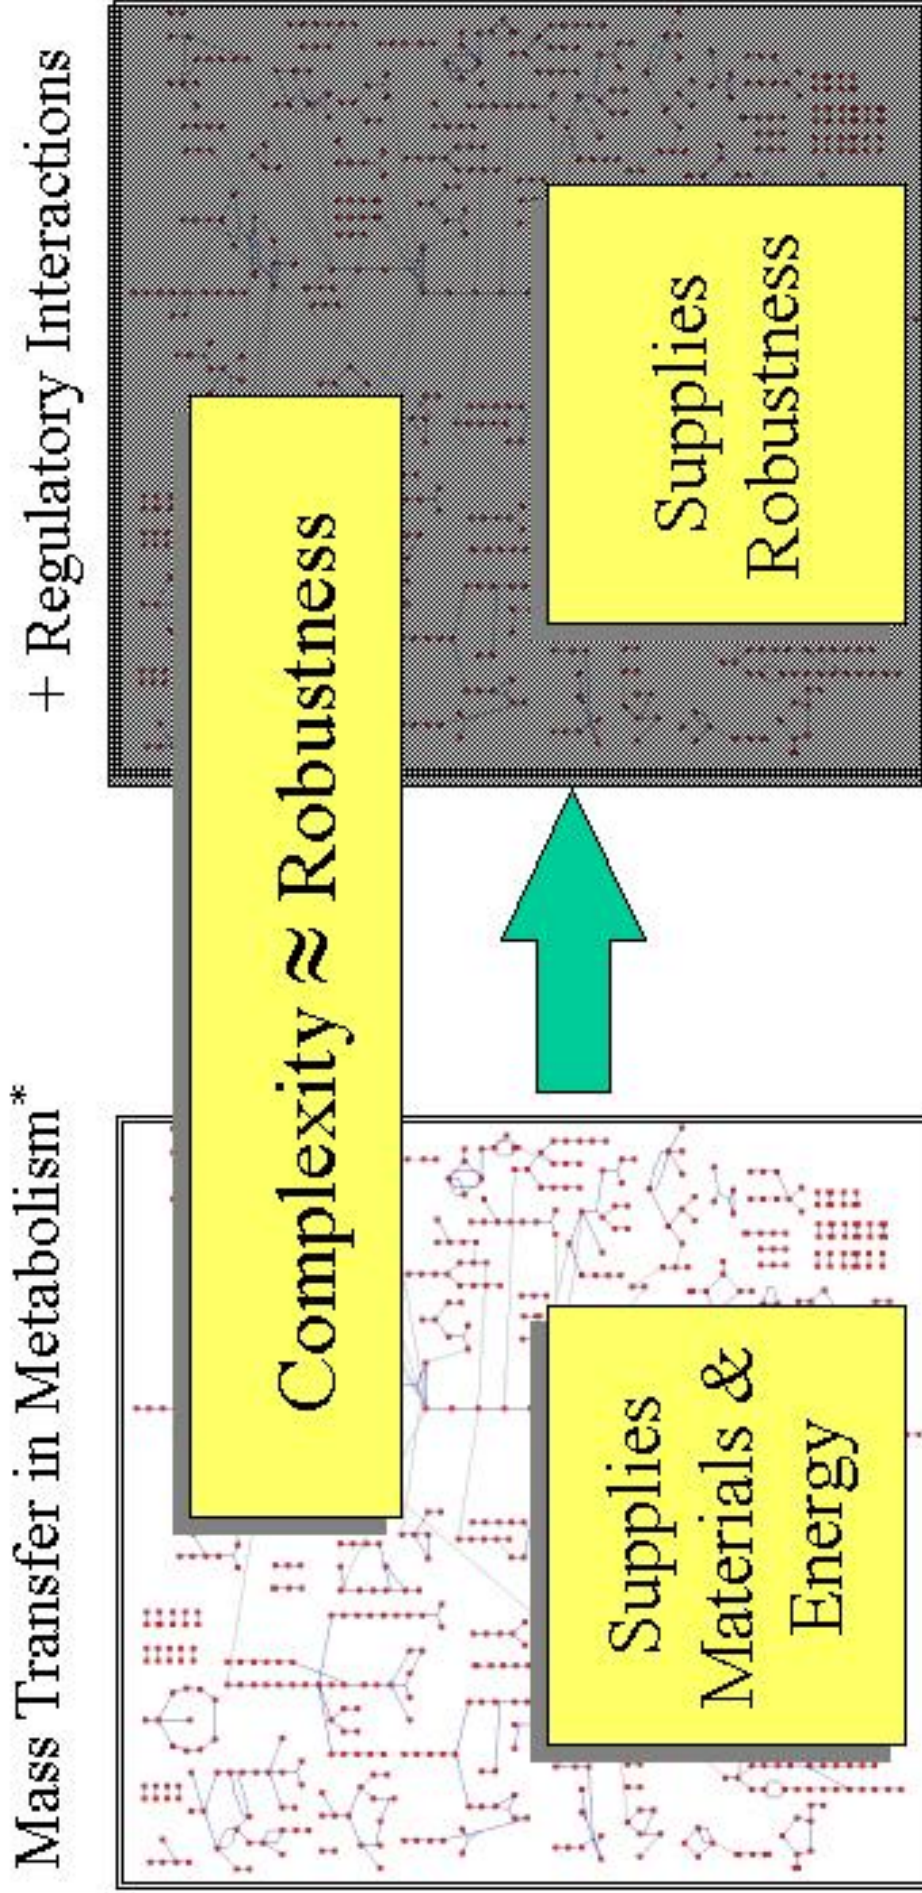 Mass Transfer in Metabolism*
+ Regulatory Interactions
Complexity ≈ Robustness
Supplies
Materials &
Energy
Supplies
Robustness